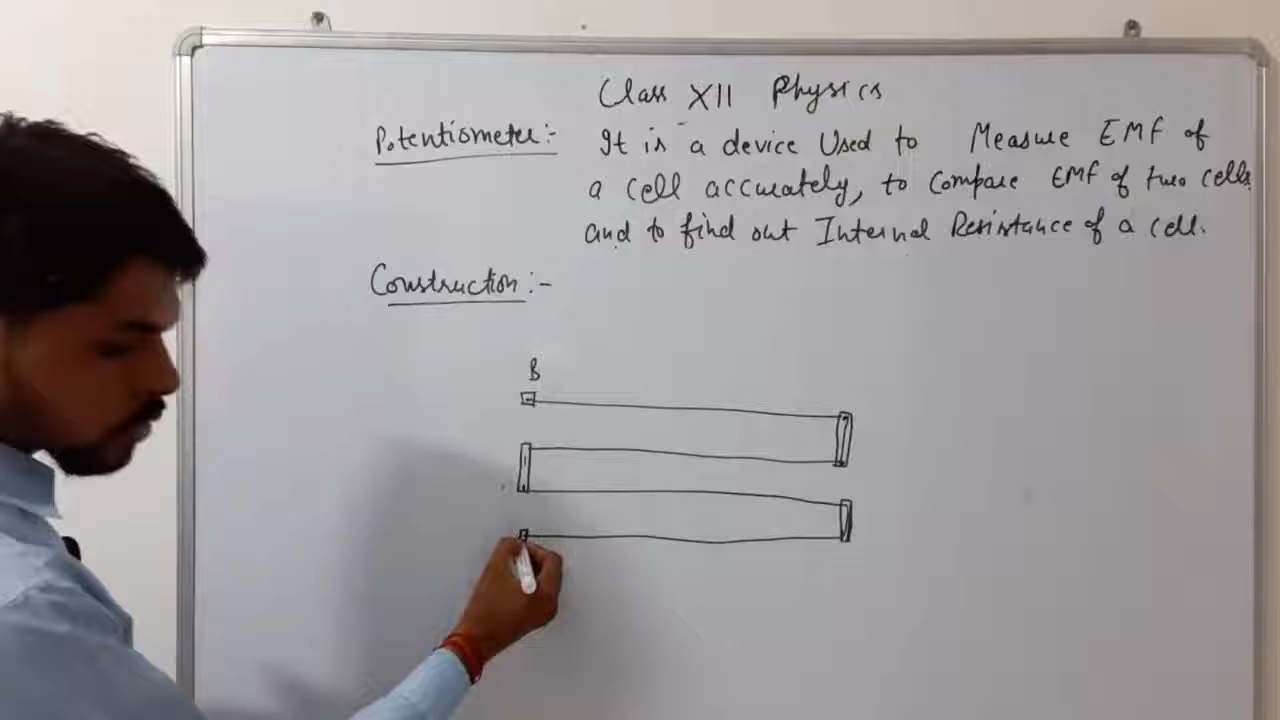 Class XII Physics
Potentiometer:- It is a device Used to Measure EMF of
a cell accurately, to Compare EMF of two cells
and to find out Internal Resistance of a cell.
Construction:-
B